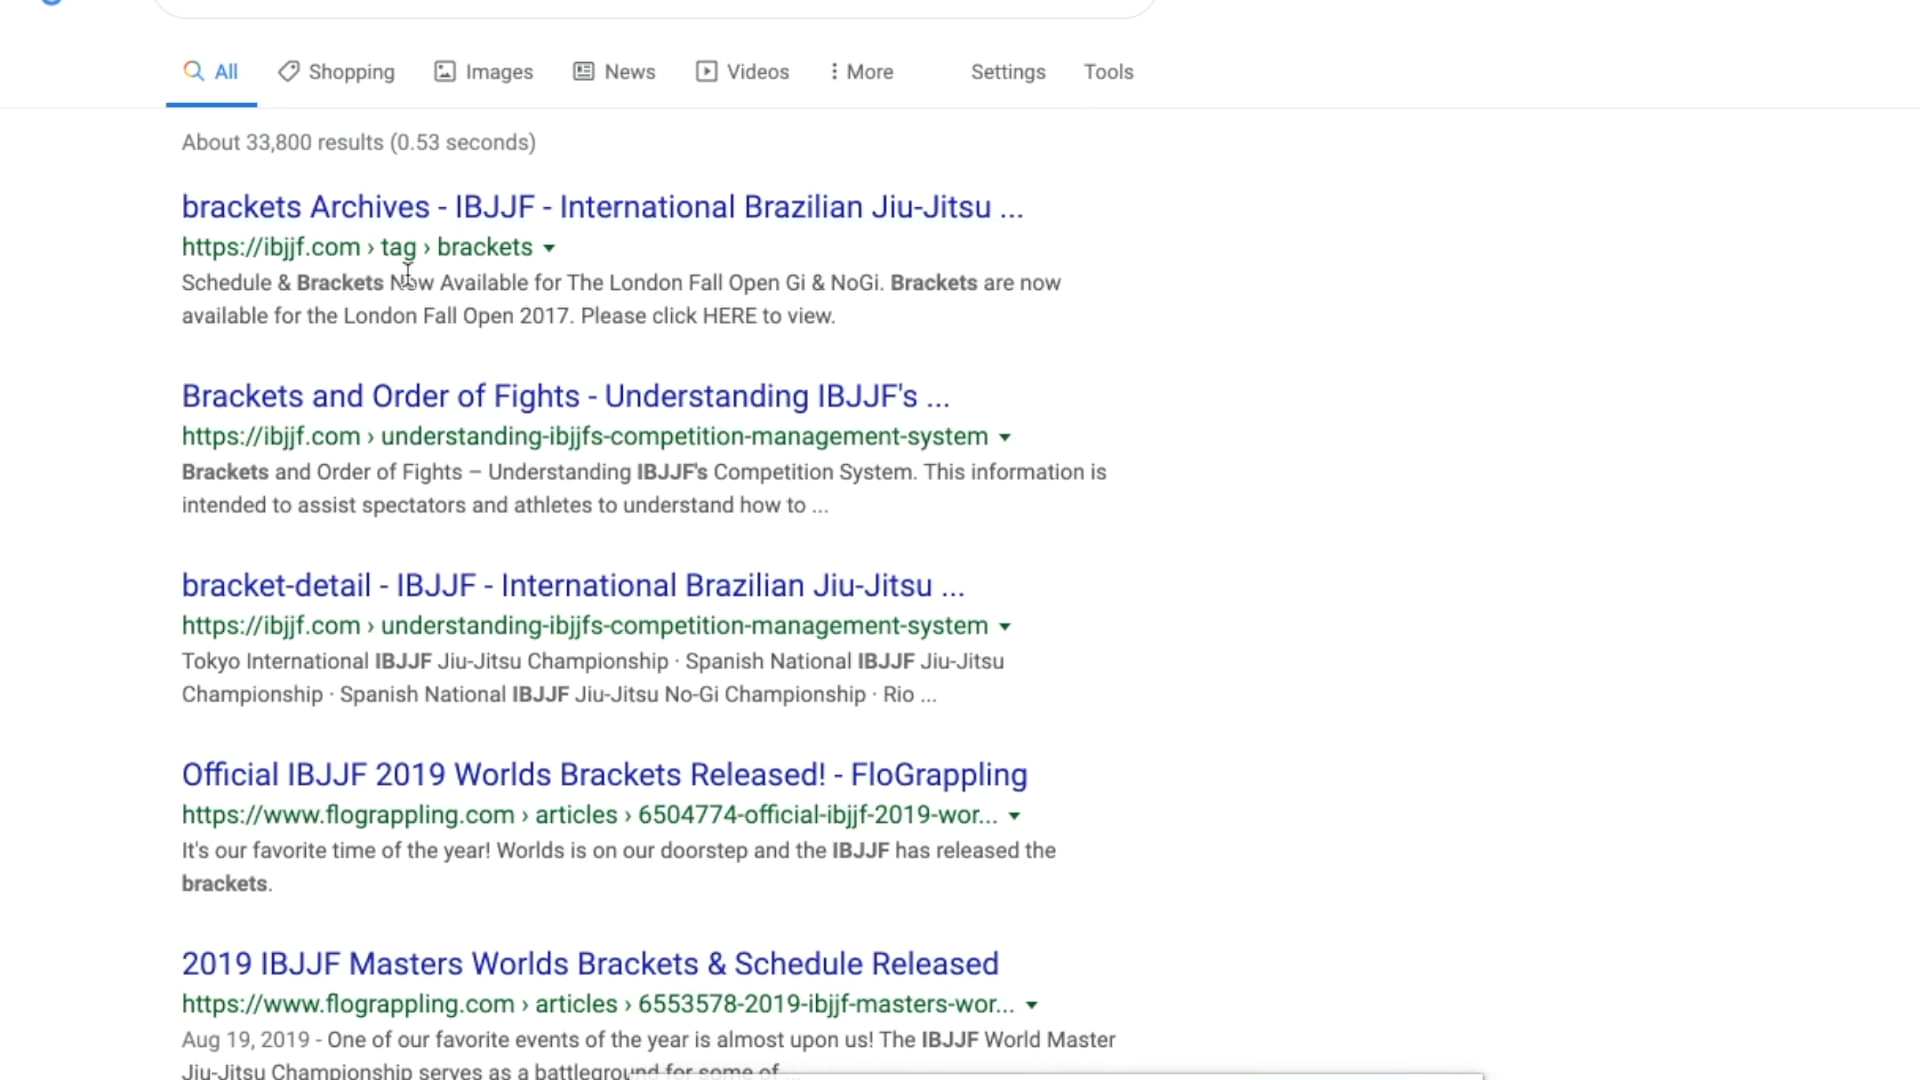 All Shopping Images News Videos More Settings Tools
About 33,800 results (0.53 seconds)
brackets Archives - IBJJF - International Brazilian Jiu-Jitsu ...
https://ibjjf.com › tag › brackets
Schedule & Brackets Now Available for The London Fall Open Gi & NoGi. Brackets are now
available for the London Fall Open 2017. Please click HERE to view.
Brackets and Order of Fights - Understanding IBJJF's ...
https://ibjjf.com › understanding-ibjjfs-competition-management-system
Brackets and Order of Fights – Understanding IBJJF's Competition System. This information is
intended to assist spectators and athletes to understand how to ...
bracket-detail - IBJJF - International Brazilian Jiu-Jitsu ...
https://ibjjf.com › understanding-ibjjfs-competition-management-system
Tokyo International IBJJF Jiu-Jitsu Championship · Spanish National IBJJF Jiu-Jitsu
Championship · Spanish National IBJJF Jiu-Jitsu No-Gi Championship · Rio ...
Official IBJJF 2019 Worlds Brackets Released! - FloGrappling
https://www.flograppling.com › articles › 6504774-official-ibjjf-2019-wor...
It's our favorite time of the year! Worlds is on our doorstep and the IBJJF has released the
brackets.
2019 IBJJF Masters Worlds Brackets & Schedule Released
https://www.flograppling.com › articles › 6553578-2019-ibjjf-masters-wor...
Aug 19, 2019 - One of our favorite events of the year is almost upon us! The IBJJF World Master
Jiu-Jitsu Championship serves as a battleground for some of ...